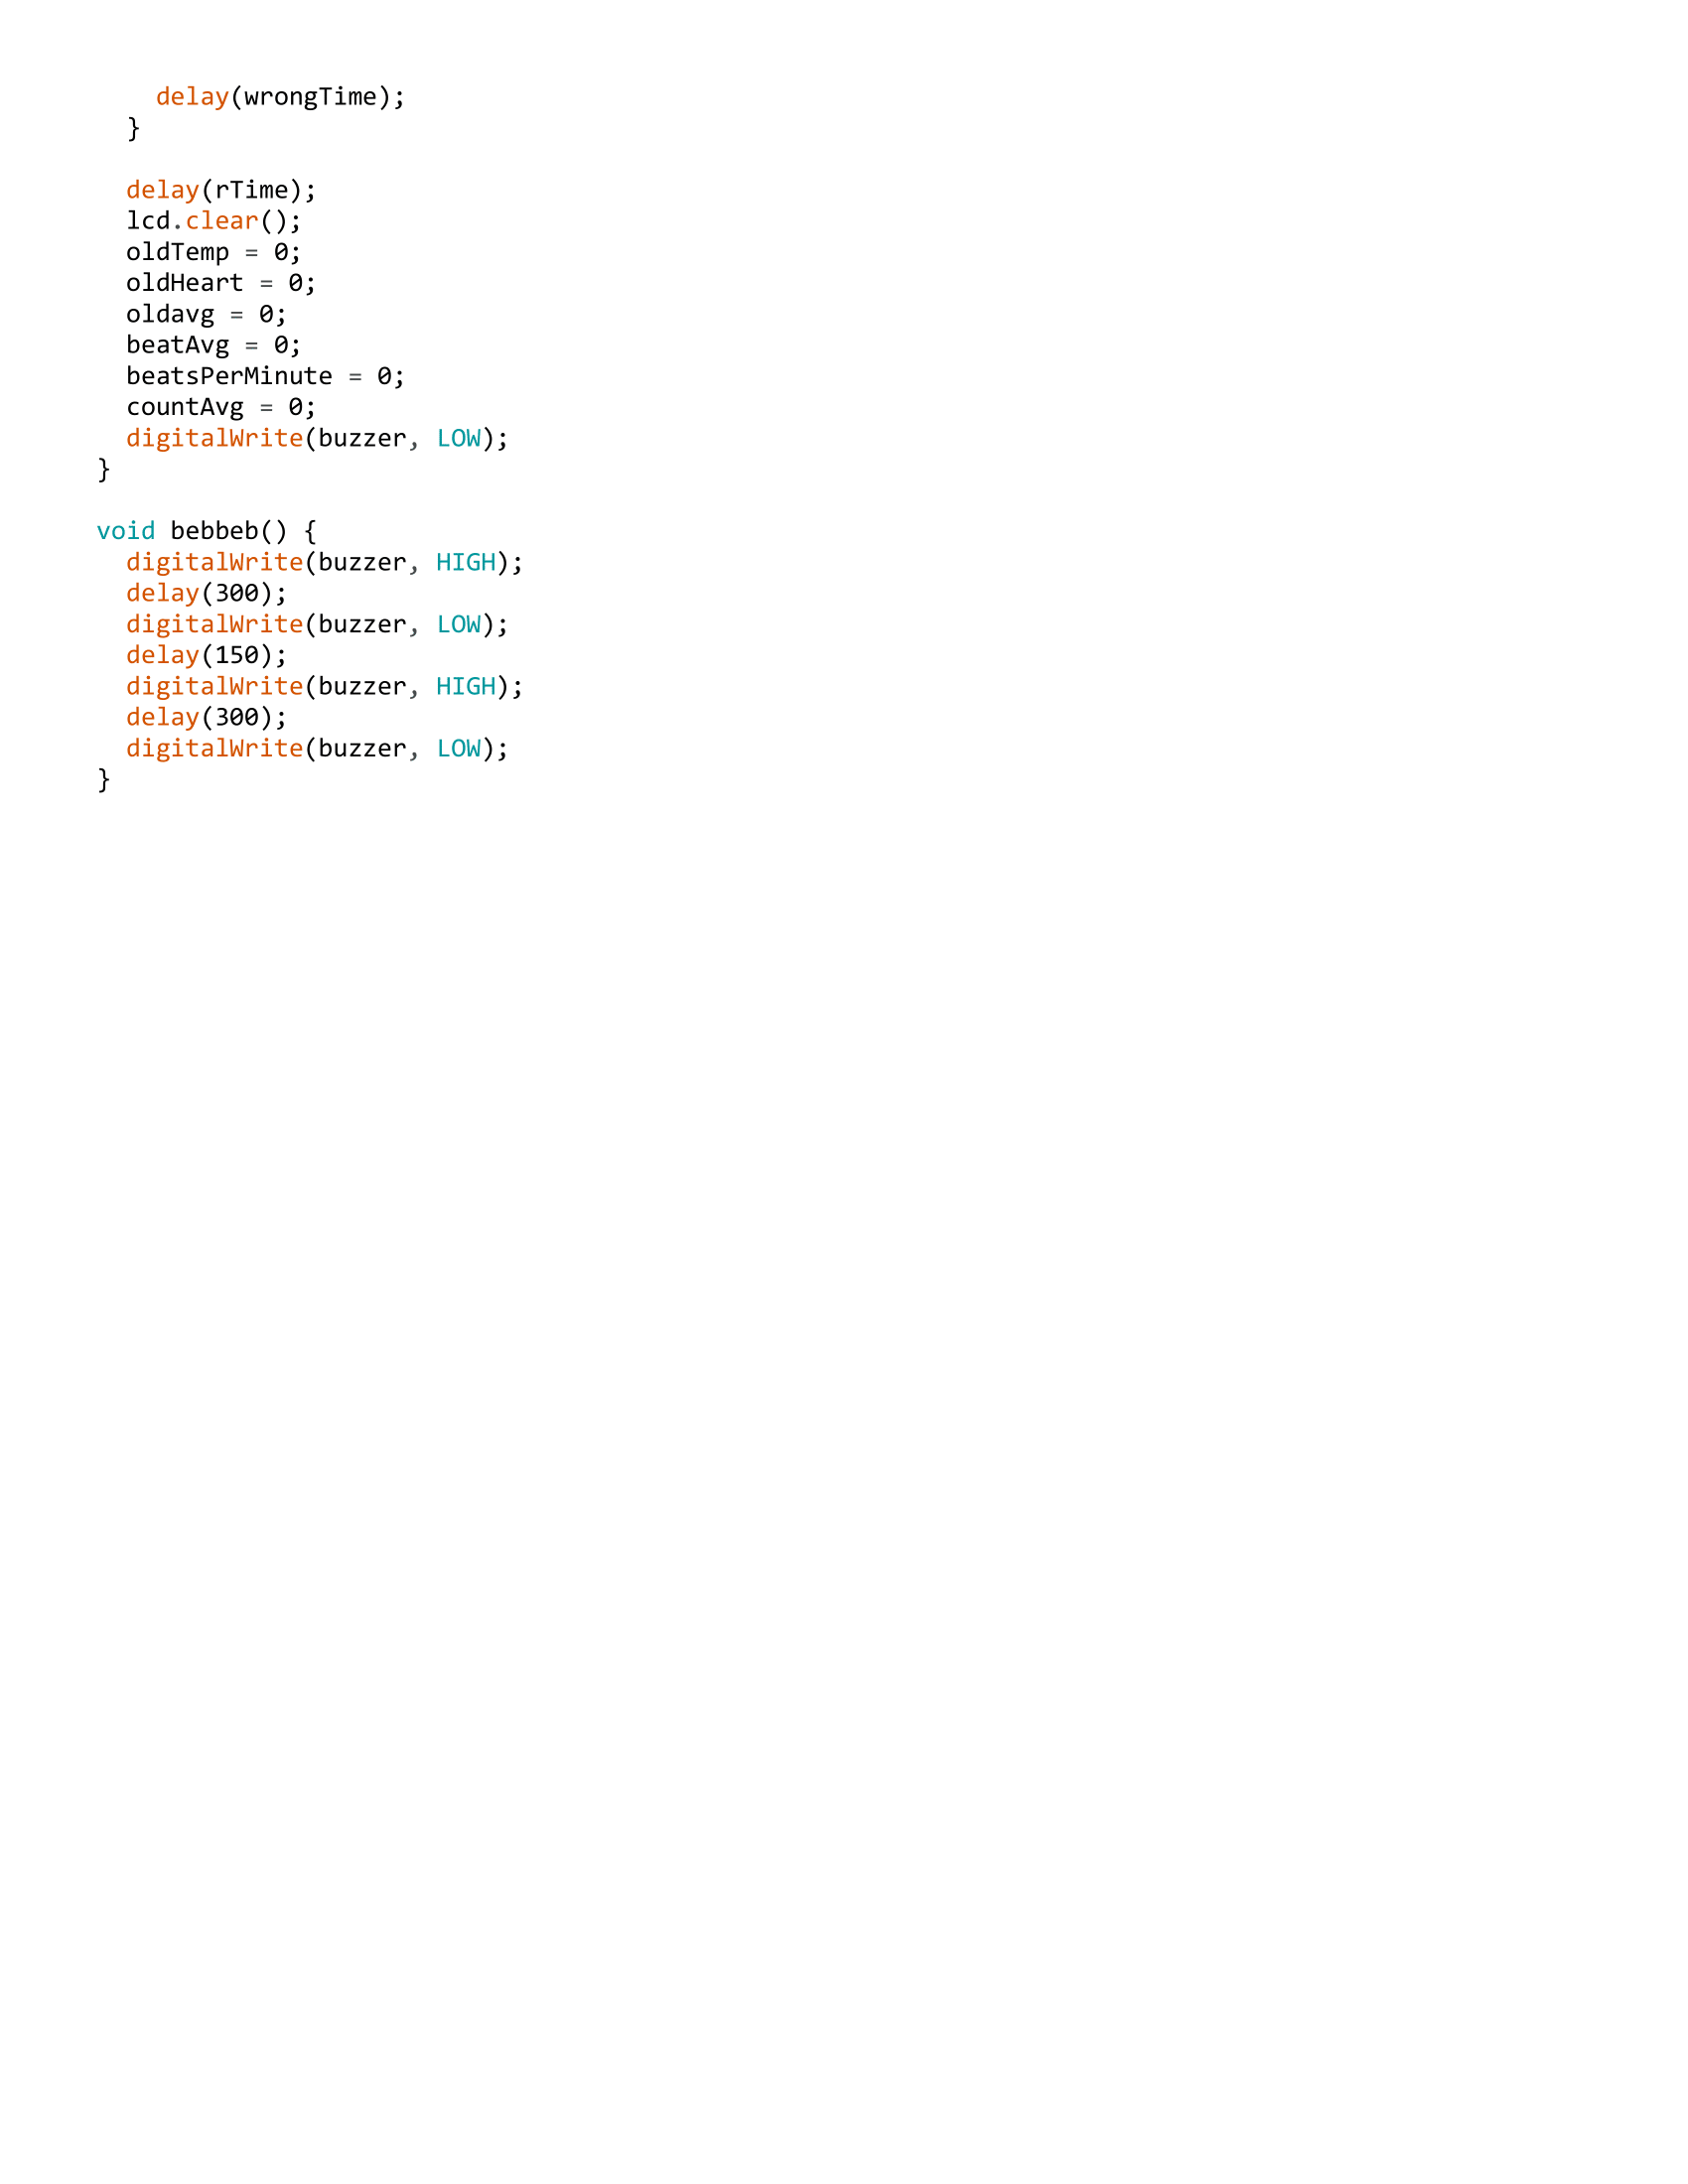 delay(wrongTime);
  }

  delay(rTime);
  lcd.clear();
  oldTemp = 0;
  oldHeart = 0;
  oldavg = 0;
  beatAvg = 0;
  beatsPerMinute = 0;
  countAvg = 0;
  digitalWrite(buzzer, LOW);
}

void bebbeb() {
  digitalWrite(buzzer, HIGH);
  delay(300);
  digitalWrite(buzzer, LOW);
  delay(150);
  digitalWrite(buzzer, HIGH);
  delay(300);
  digitalWrite(buzzer, LOW);
}